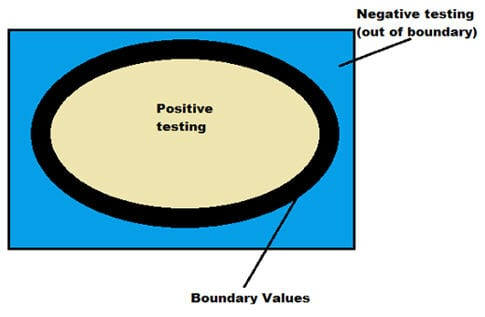 Negative testing
(out of boundary)
Positive
testing
Boundary Values